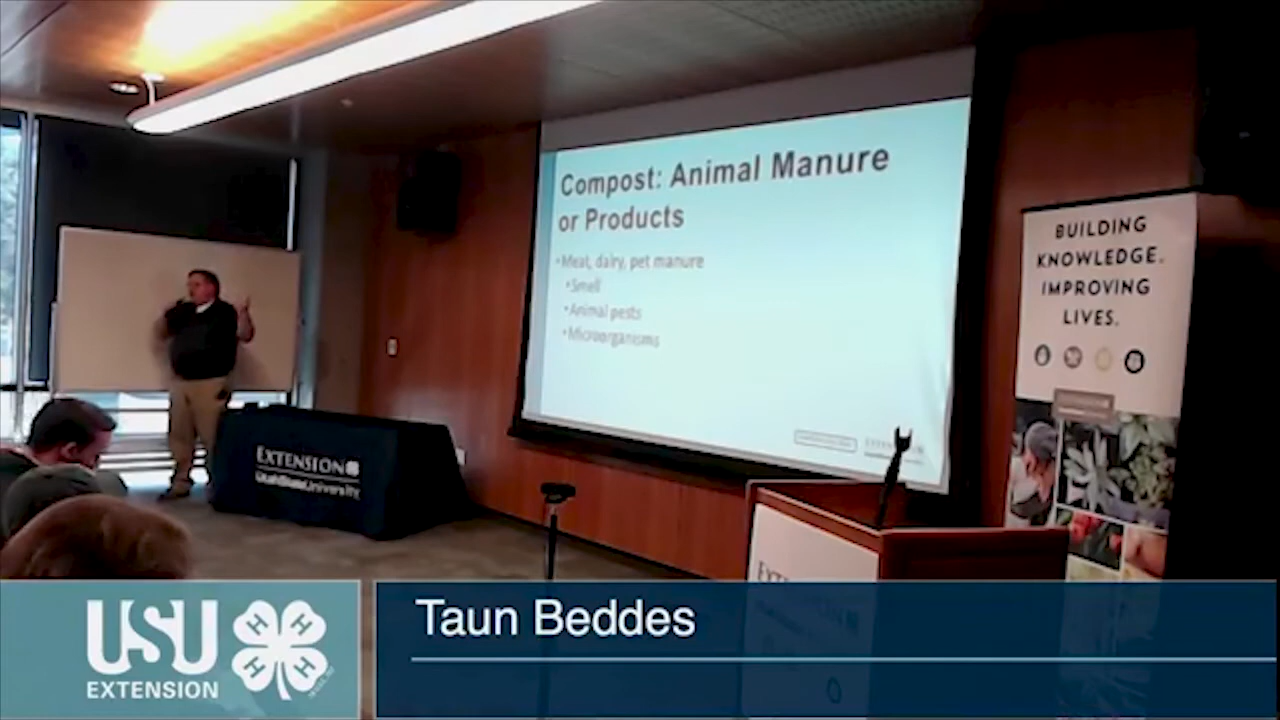 Compost: Animal Manure
or Products
•Meat, dairy, pet manure
•Smell
•Animal pests
•Microorganisms
BUILDING
KNOWLEDGE.
IMPROVING
LIVES.
EXTENSION
UtahStateUniversity
USU
EXTENSION
H H
H H
Taun Beddes